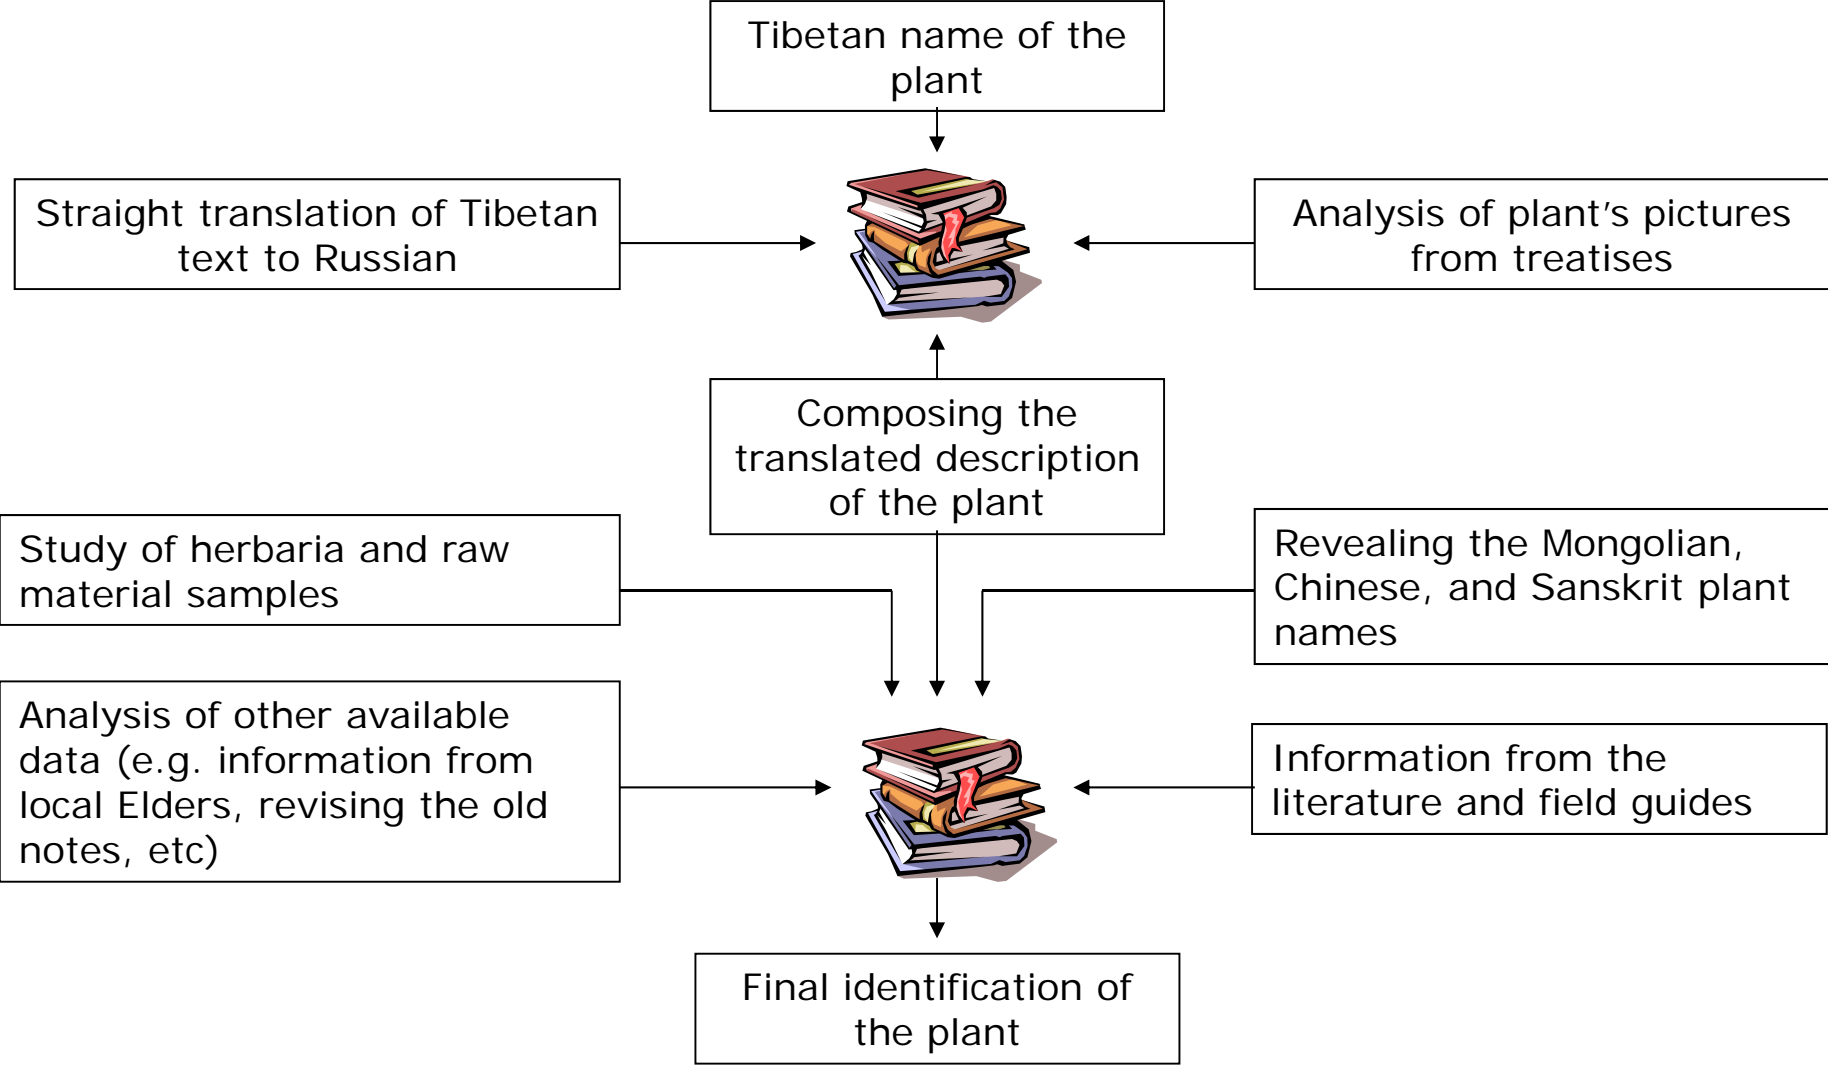 Tibetan name of the
plant
Straight translation of Tibetan
text to Russian
Analysis of plant’s pictures
from treatises
Composing the
translated description
of the plant
Study of herbaria and raw
material samples
Revealing the Mongolian,
Chinese, and Sanskrit plant
names
Analysis of other available
data (e.g. information from
local Elders, revising the old
notes, etc)
Information from the
literature and field guides
Final identification of
the plant